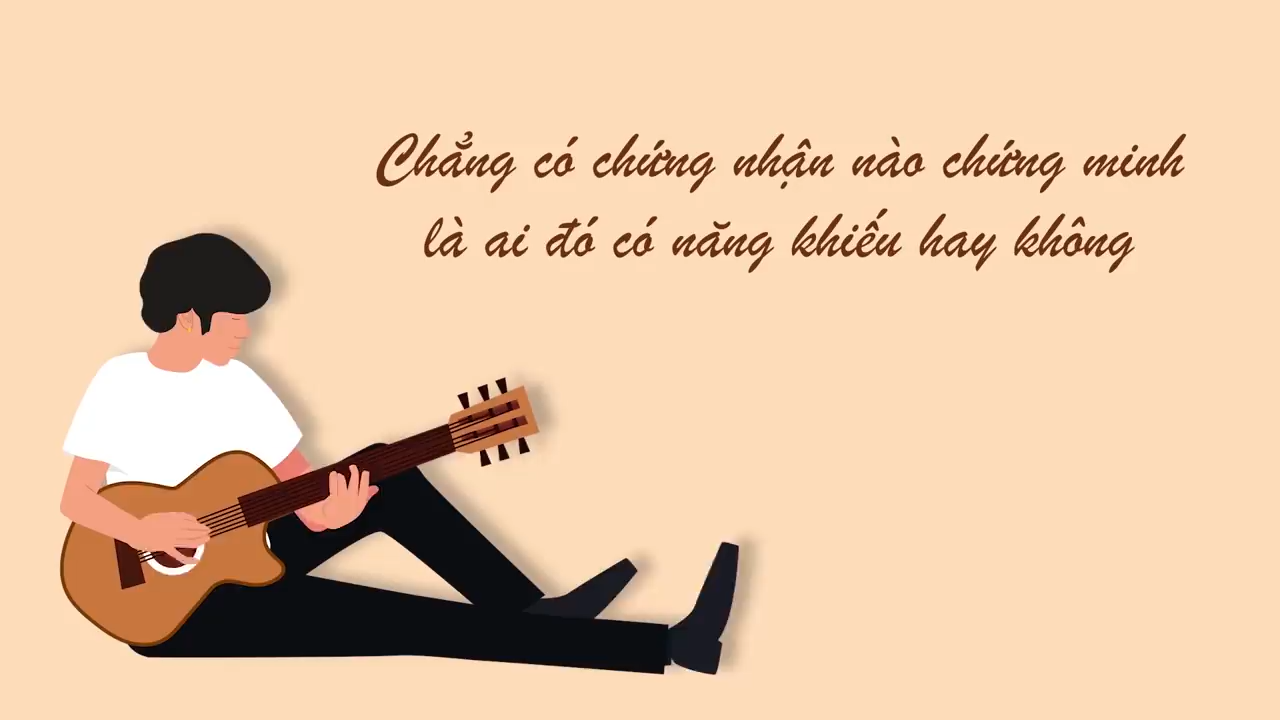 Chẳng có chứng nhận nào chứng minh
là ai đó có năng khiếu hay không